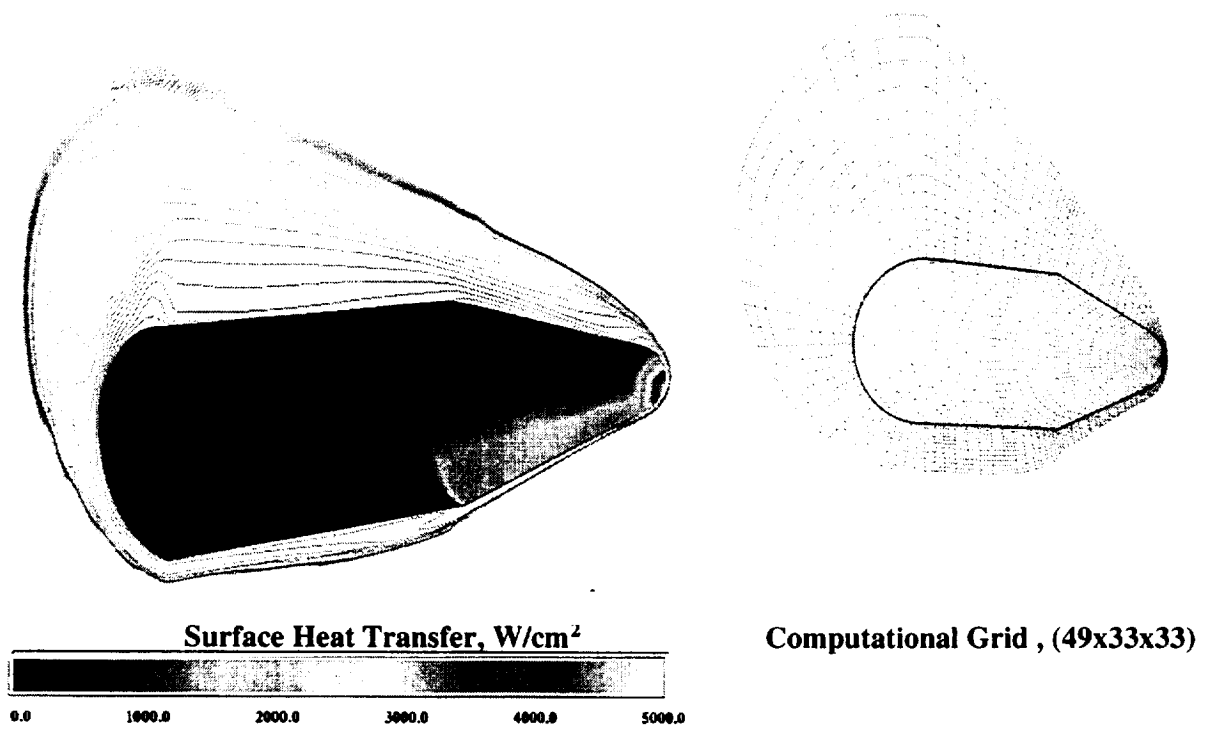 Surface Heat Transfer, W/cm²
Computational Grid , (49x33x33)
0.0 1000.0 2000.0 3000.0 4000.0 5000.0